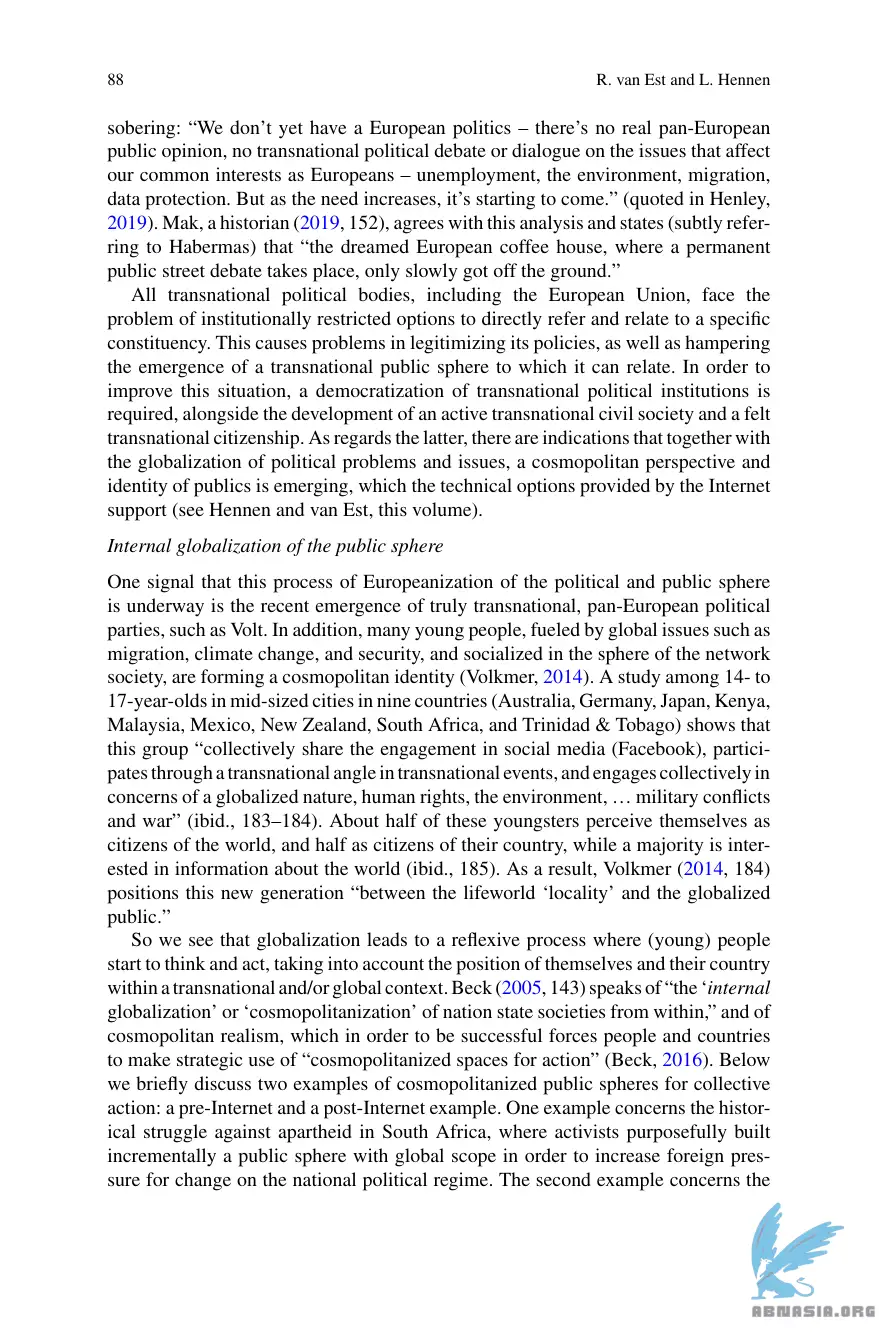 88
R. van Est and L. Hennen
sobering: “We don’t yet have a European politics – there’s no real pan-European
public opinion, no transnational political debate or dialogue on the issues that affect
our common interests as Europeans – unemployment, the environment, migration,
data protection. But as the need increases, it’s starting to come.” (quoted in Henley,
2019). Mak, a historian (2019, 152), agrees with this analysis and states (subtly refer-
ring to Habermas) that “the dreamed European coffee house, where a permanent
public street debate takes place, only slowly got off the ground.”
All transnational political bodies, including the European Union, face the
problem of institutionally restricted options to directly refer and relate to a specific
constituency. This causes problems in legitimizing its policies, as well as hampering
the emergence of a transnational public sphere to which it can relate. In order to
improve this situation, a democratization of transnational political institutions is
required, alongside the development of an active transnational civil society and a felt
transnational citizenship. As regards the latter, there are indications that together with
the globalization of political problems and issues, a cosmopolitan perspective and
identity of publics is emerging, which the technical options provided by the Internet
support (see Hennen and van Est, this volume).
Internal globalization of the public sphere
One signal that this process of Europeanization of the political and public sphere
is underway is the recent emergence of truly transnational, pan-European political
parties, such as Volt. In addition, many young people, fueled by global issues such as
migration, climate change, and security, and socialized in the sphere of the network
society, are forming a cosmopolitan identity (Volkmer, 2014). A study among 14- to
17-year-olds in mid-sized cities in nine countries (Australia, Germany, Japan, Kenya,
Malaysia, Mexico, New Zealand, South Africa, and Trinidad & Tobago) shows that
this group “collectively share the engagement in social media (Facebook), partici-
pates through a transnational angle in transnational events, and engages collectively in
concerns of a globalized nature, human rights, the environment, … military conflicts
and war” (ibid., 183–184). About half of these youngsters perceive themselves as
citizens of the world, and half as citizens of their country, while a majority is inter-
ested in information about the world (ibid., 185). As a result, Volkmer (2014, 184)
positions this new generation “between the lifeworld ‘locality’ and the globalized
public.”
So we see that globalization leads to a reflexive process where (young) people
start to think and act, taking into account the position of themselves and their country
within a transnational and/or global context. Beck (2005, 143) speaks of “the ‘internal
globalization’ or ‘cosmopolitanization’ of nation state societies from within,” and of
cosmopolitan realism, which in order to be successful forces people and countries
to make strategic use of “cosmopolitanized spaces for action” (Beck, 2016). Below
we briefly discuss two examples of cosmopolitanized public spheres for collective
action: a pre-Internet and a post-Internet example. One example concerns the histor-
ical struggle against apartheid in South Africa, where activists purposefully built
incrementally a public sphere with global scope in order to increase foreign pres-
sure for change on the national political regime. The second example concerns the
ABNASIA.ORG